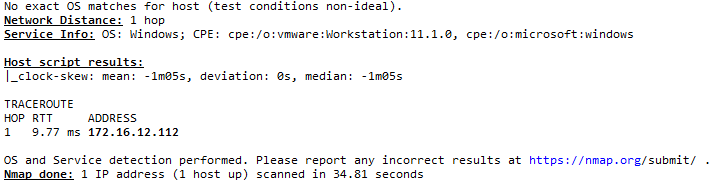 No exact OS matches for host (test conditions non-ideal).
Network Distance: 1 hop
Service Info: OS: Windows; CPE: cpe:/o:vmware:Workstation:11.1.0, cpe:/o:microsoft:windows
Host script results:
|_clock-skew: mean: -1m05s, deviation: 0s, median: -1m05s
TRACEROUTE
HOP RTT     ADDRESS
1   9.77 ms 172.16.12.112
OS and Service detection performed. Please report any incorrect results at https://nmap.org/submit/ .
Nmap done: 1 IP address (1 host up) scanned in 34.81 seconds